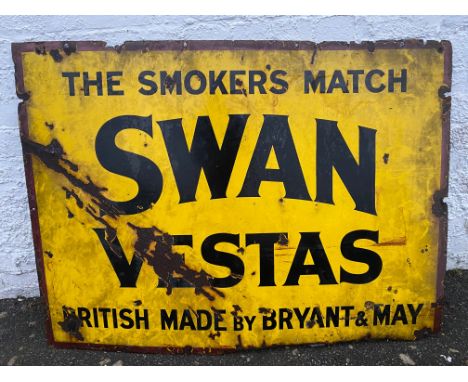 THE SMOKER'S MATCH
SWAN
VESTAS
BRITISH MADE BY BRYANT & MAY